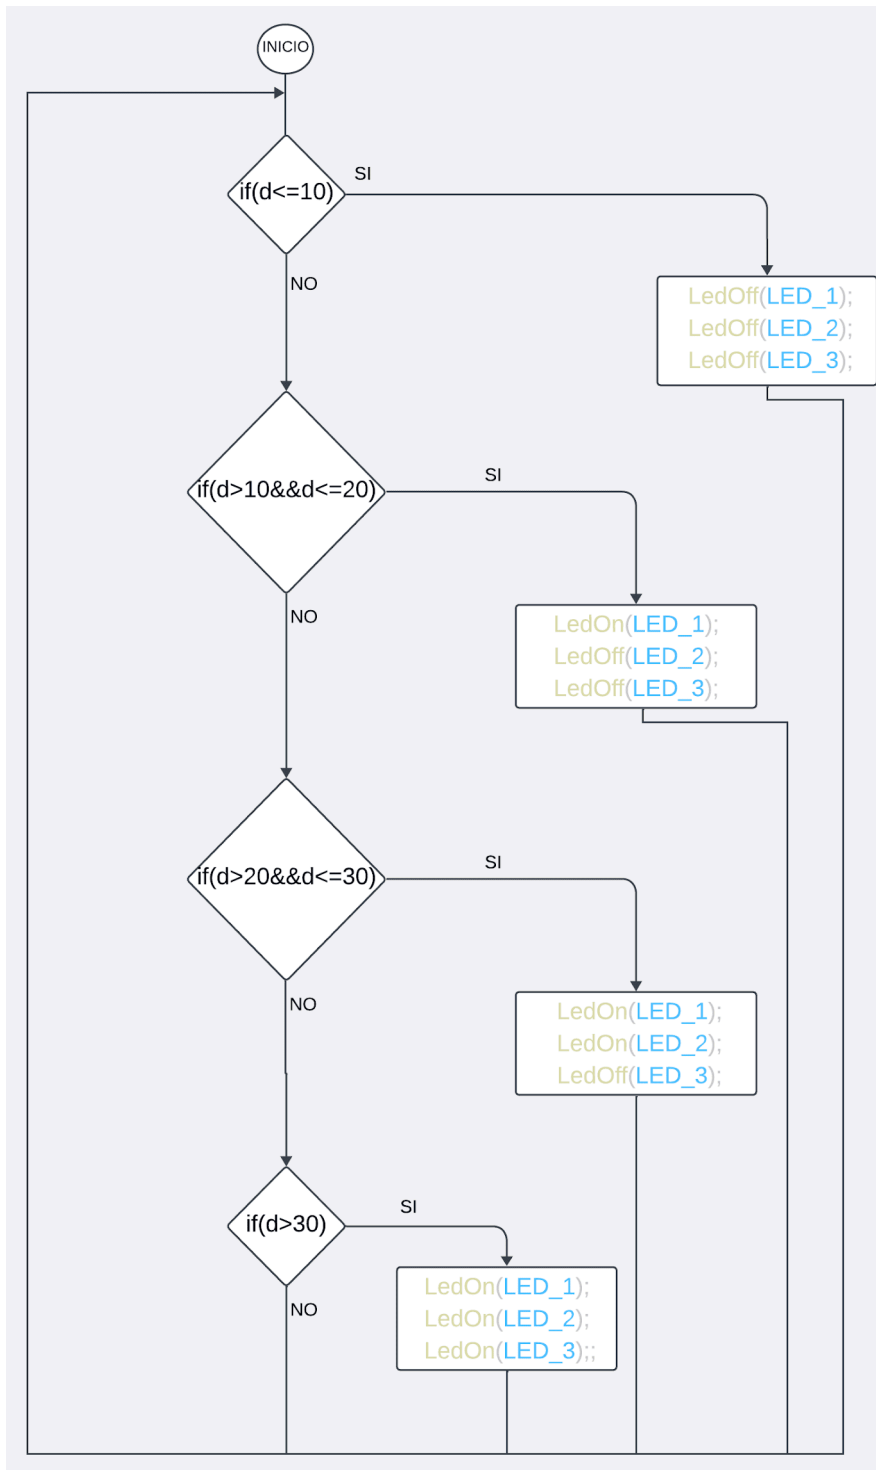 INICIO
SI
if(d<=10)
NO
LedOff(LED_1);
LedOff(LED_2);
LedOff(LED_3);
SI
if(d>10&&d<=20)
NO
LedOn(LED_1);
LedOff(LED_2);
LedOff(LED_3);
SI
if(d>20&&d<=30)
NO
LedOn(LED_1);
LedOn(LED_2);
LedOff(LED_3);
SI
if(d>30)
NO
LedOn(LED_1);
LedOn(LED_2);
LedOn(LED_3);;